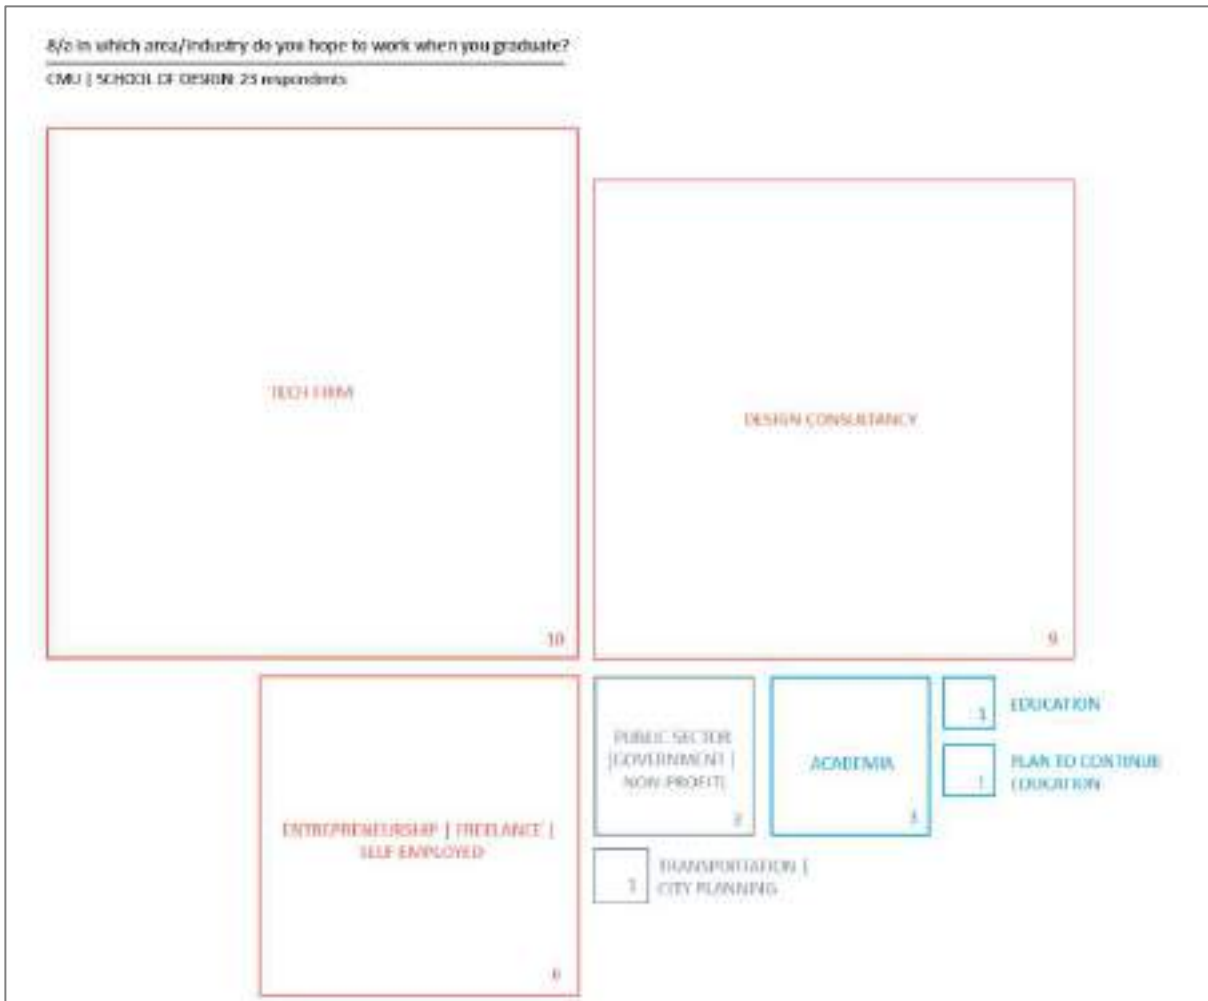 8/a In which area/industry do you hope to work when you graduate?
CMU | SCHOOL OF DESIGN: 23 respondents
TECH FIRM
10
DESIGN CONSULTANCY
9
ENTREPRENEURSHIP | FREELANCE |
SELF EMPLOYED
6
PUBLIC SECTOR
|GOVERNMENT |
NON-PROFIT|
ACADEMIA
3
1
EDUCATION
1
PLAN TO CONTINUE
EDUCATION
1
TRANSPORTATION |
CITY PLANNING